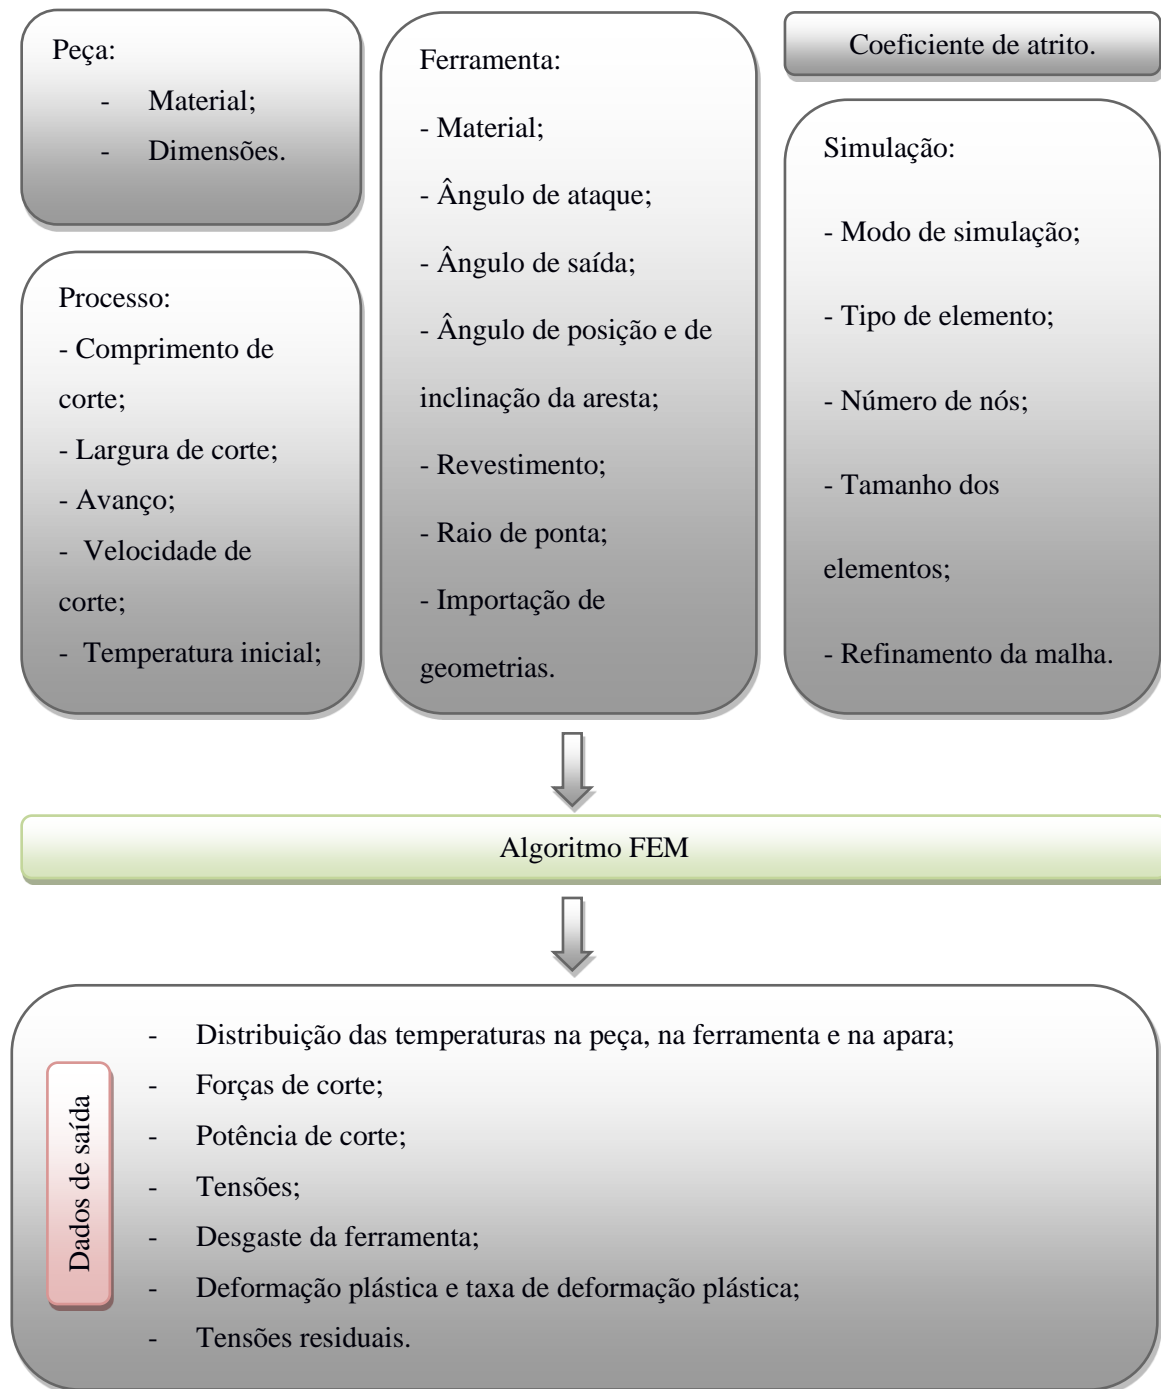 Peça:
- Material;
- Dimensões.
Processo:
- Comprimento de
corte;
- Largura de corte;
- Avanço;
- Velocidade de
corte;
- Temperatura inicial;
Ferramenta:
- Material;
- Ângulo de ataque;
- Ângulo de saída;
- Ângulo de posição e de
inclinação da aresta;
- Revestimento;
- Raio de ponta;
- Importação de
geometrias.
Coeficiente de atrito.
Simulação:
- Modo de simulação;
- Tipo de elemento;
- Número de nós;
- Tamanho dos
elementos;
- Refinamento da malha.
Algoritmo FEM
Dados de saída
- Distribuição das temperaturas na peça, na ferramenta e na apara;
- Forças de corte;
- Potência de corte;
- Tensões;
- Desgaste da ferramenta;
- Deformação plástica e taxa de deformação plástica;
- Tensões residuais.